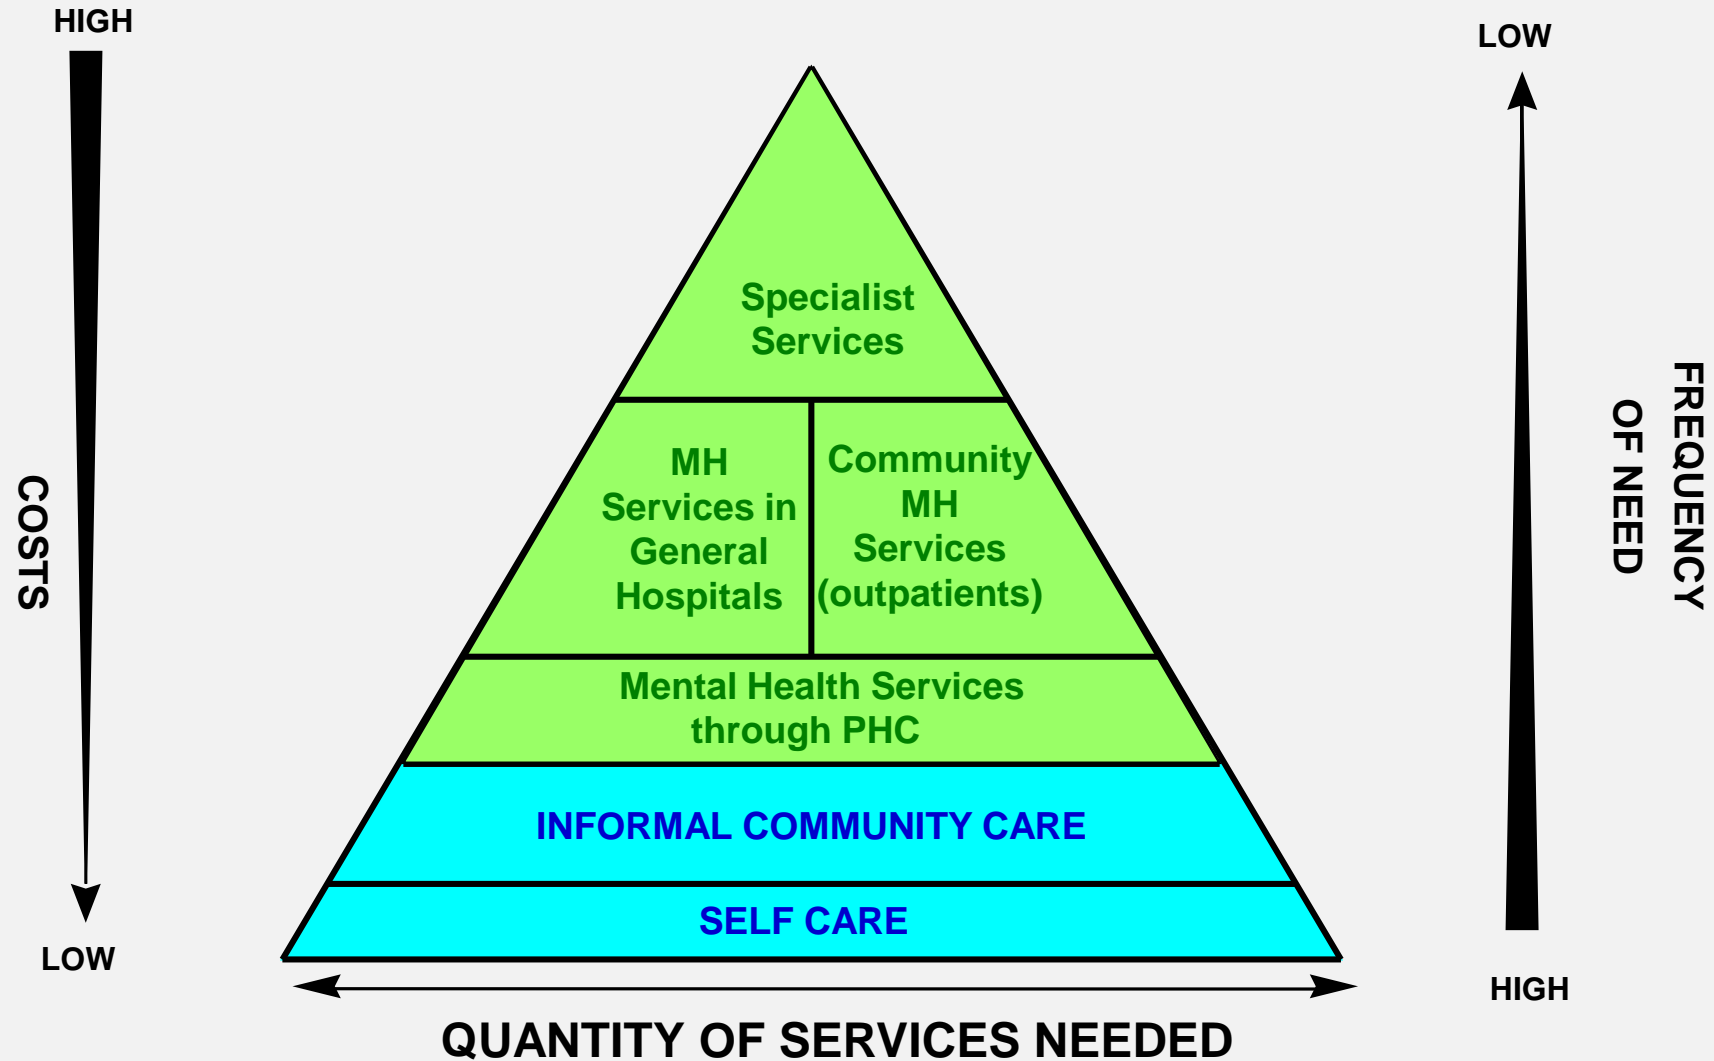 HIGH
LOW
Specialist
Services
MH
Services in
General
Hospitals
Community
MH
Services
(outpatients)
Mental Health Services
through PHC
INFORMAL COMMUNITY CARE
SELF CARE
COSTS
FREQUENCY
OF NEED
LOW
HIGH
QUANTITY OF SERVICES NEEDED